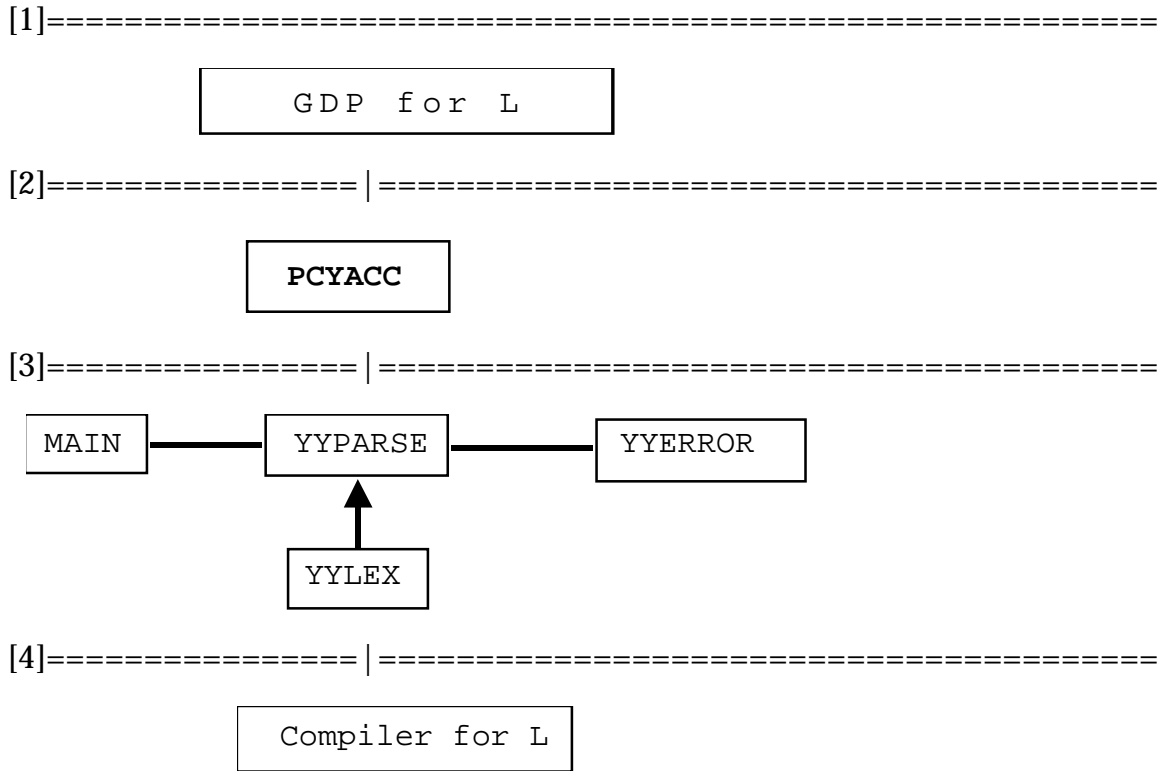 [1]=========================================================
GDP for L
[2]================|========================================
PCYACC
[3]================|========================================
MAIN YYPARSE YYERROR
YYLEX
[4]================|========================================
Compiler for L